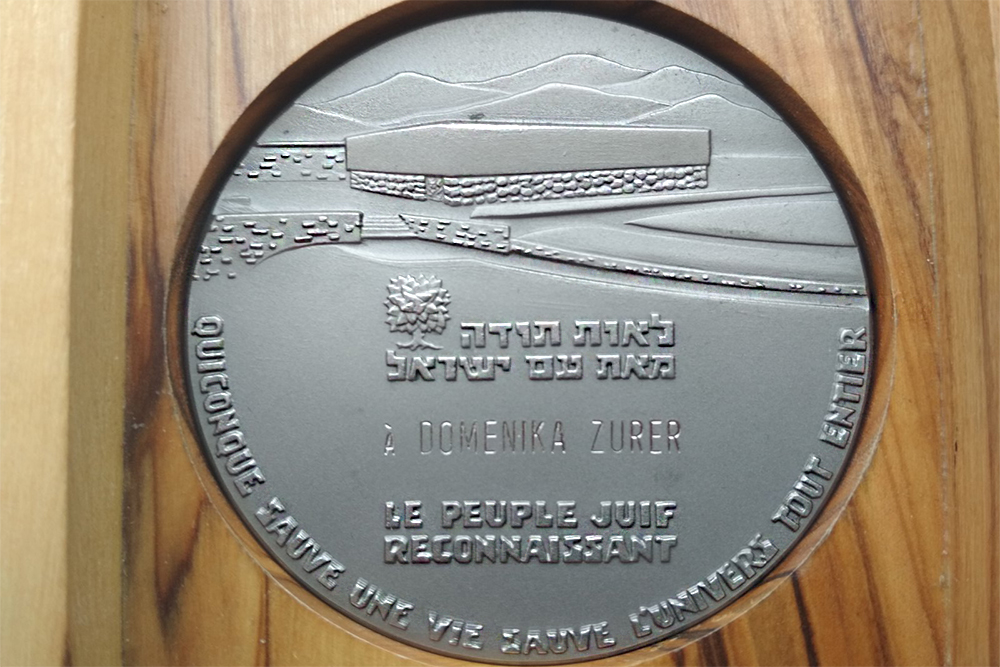 לאות תודה
מאת עם ישראל
À DOMENIKA ZURER
LE PEUPLE JUIF
RECONNAISSANT
QUICONQUE SAUVE UNE VIE SAUVE L'UNIVERS TOUT ENTIER